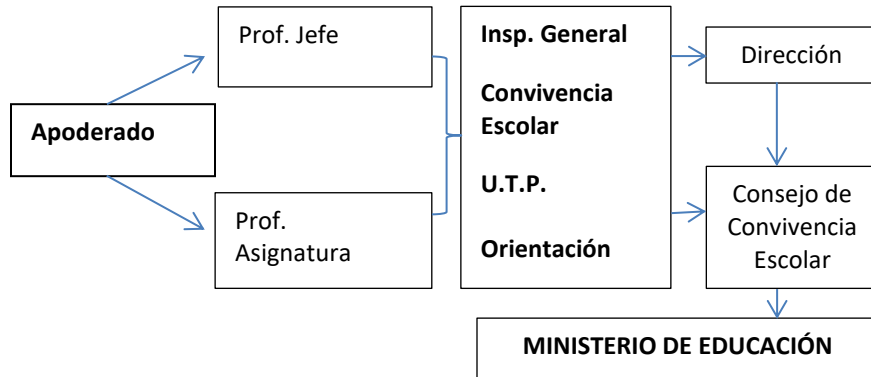 Apoderado
Prof. Jefe
Prof.
Asignatura
Insp. General
Convivencia
Escolar
U.T.P.
Orientación
Dirección
Consejo de
Convivencia
Escolar
MINISTERIO DE EDUCACIÓN